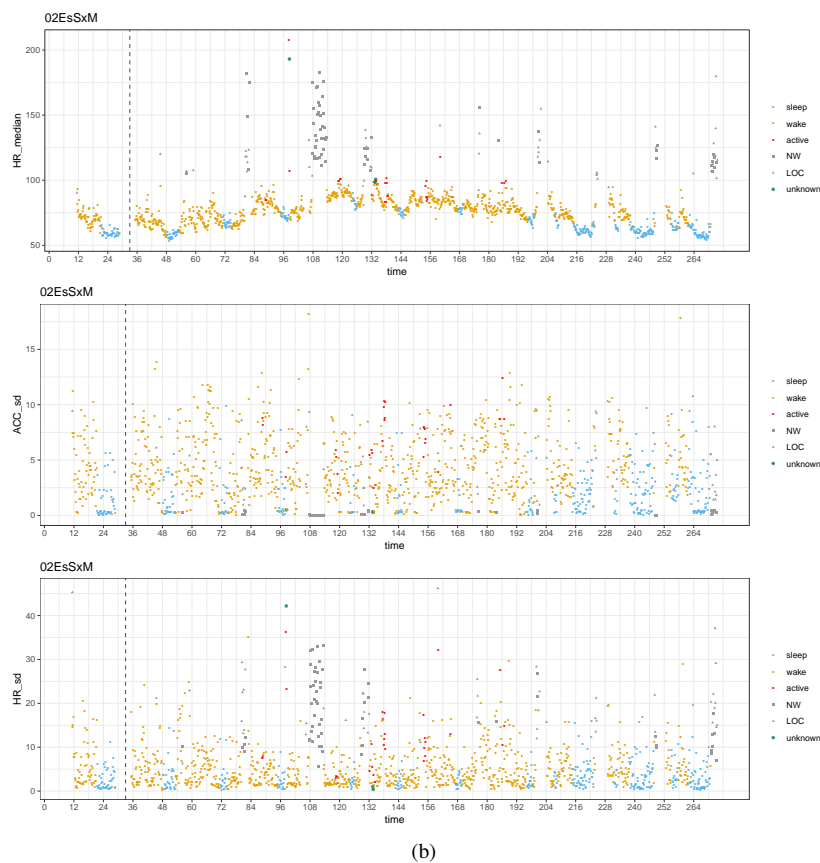 02EsSxM
200
150
100
50
HR_median
0 12 24 36 48 60 72 84 96 108 120 132 144 156 168 180 192 204 216 228 240 252 264
time
sleep
wake
active
NW
LOC
unknown
02EsSxM
15
10
5
0
ACC_sd
0 12 24 36 48 60 72 84 96 108 120 132 144 156 168 180 192 204 216 228 240 252 264
time
sleep
wake
active
NW
LOC
unknown
02EsSxM
40
30
20
10
0
HR_sd
0 12 24 36 48 60 72 84 96 108 120 132 144 156 168 180 192 204 216 228 240 252 264
time
sleep
wake
active
NW
LOC
unknown
(b)